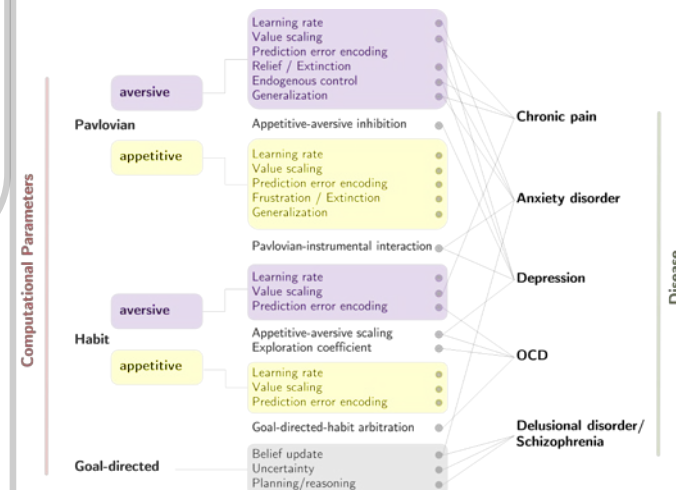 Computational Parameters
Pavlovian
aversive
Learning rate
Value scaling
Prediction error encoding
Relief / Extinction
Endogenous control
Generalization
Appetitive-aversive inhibition
appetitive
Learning rate
Value scaling
Prediction error encoding
Frustration / Extinction
Generalization
Pavlovian-instrumental interaction
Habit
aversive
Learning rate
Value scaling
Prediction error encoding
Appetitive-aversive scaling
Exploration coefficient
appetitive
Learning rate
Value scaling
Prediction error encoding
Goal-directed-habit arbitration
Goal-directed
Belief update
Uncertainty
Planning/reasoning
Chronic pain
Anxiety disorder
Depression
OCD
Delusional disorder/
Schizophrenia
Disease